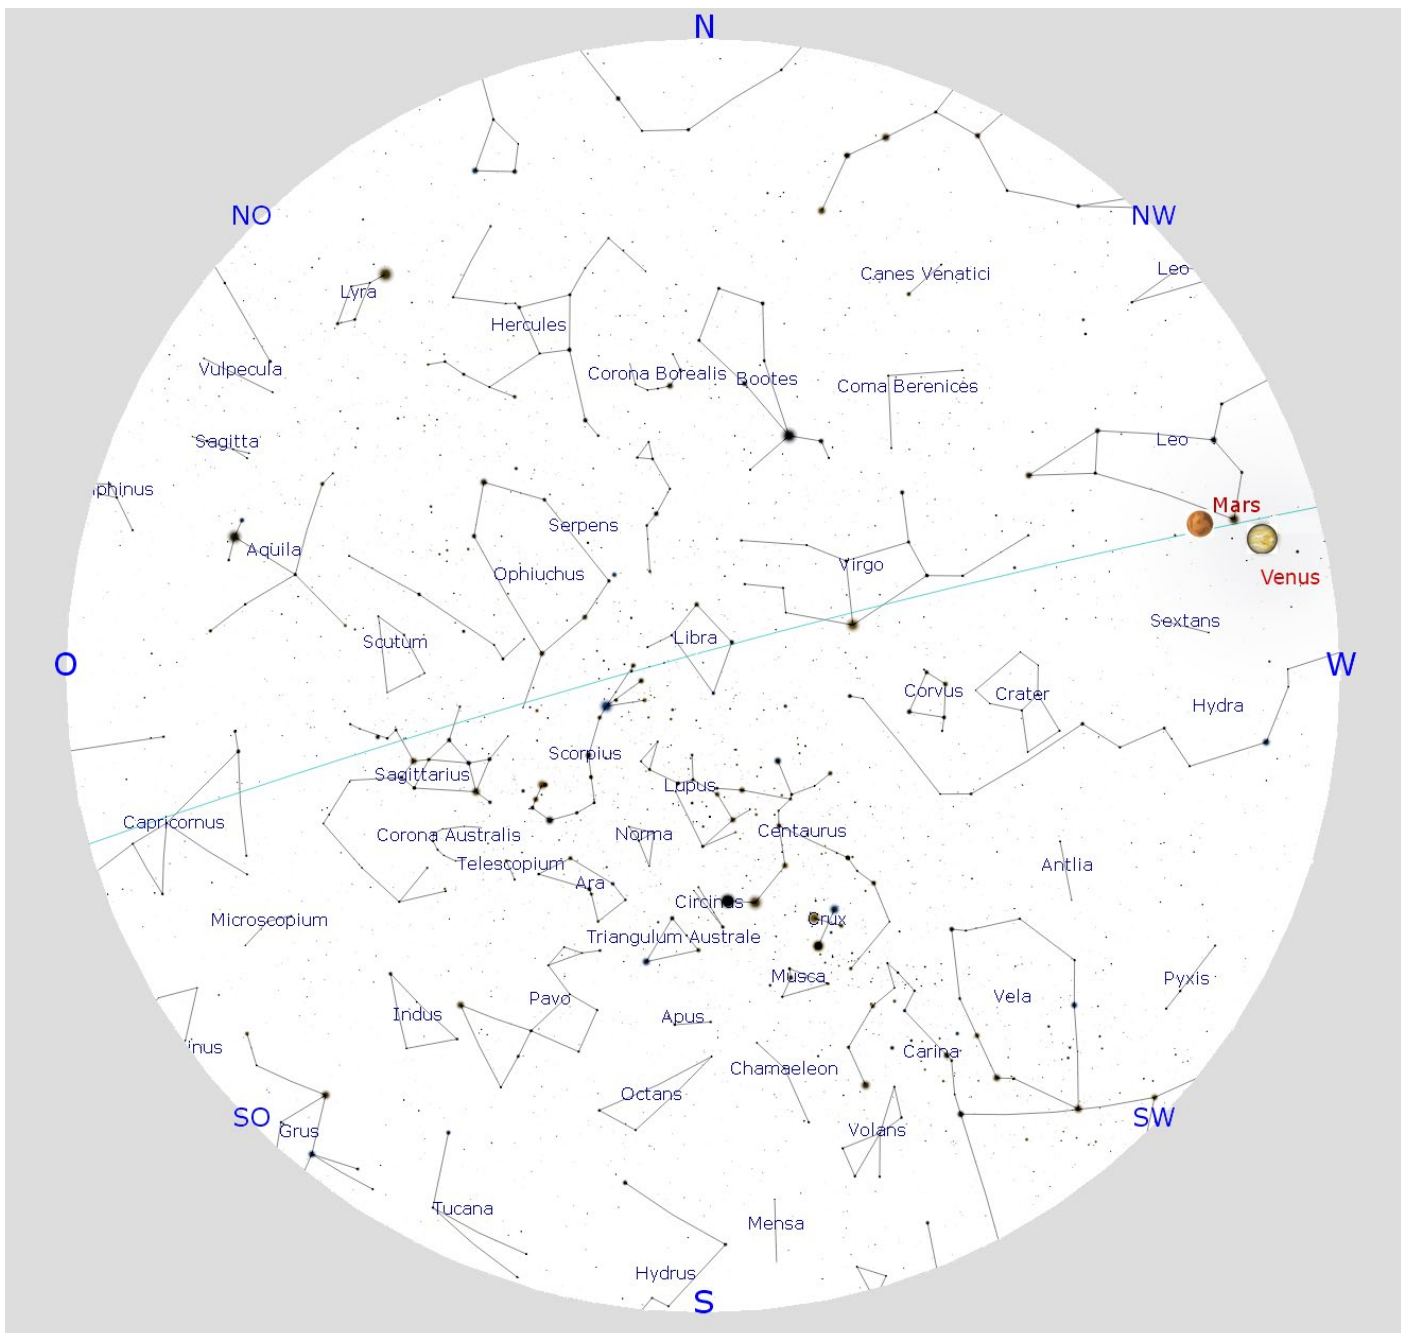 N
NO
NW
Canes Venatici
Leo
Lyra
Hercules
Vulpecula
Corona Borealis
Bootes
Coma Berenices
Sagitta
Leo
iphinus
Mars
Serpens
Aquila
Ophiuchus
Virgo
Venus
Scutum
Libra
Sextans
O
W
Corvus
Crater
Hydra
Scorpius
Sagittarius
Lupus
Capricornus
Corona Australis
Norma
Centaurus
Telescopium
Antlia
Ara
Circinus
Microscopium
Crux
Triangulum Australe
Musca
Pyxis
Pavo
Vela
Indus
Apus
inus
Carina
Chamaeleon
Octans
SO
SW
Grus
Volans
Tucana
Mensa
Hydrus
S